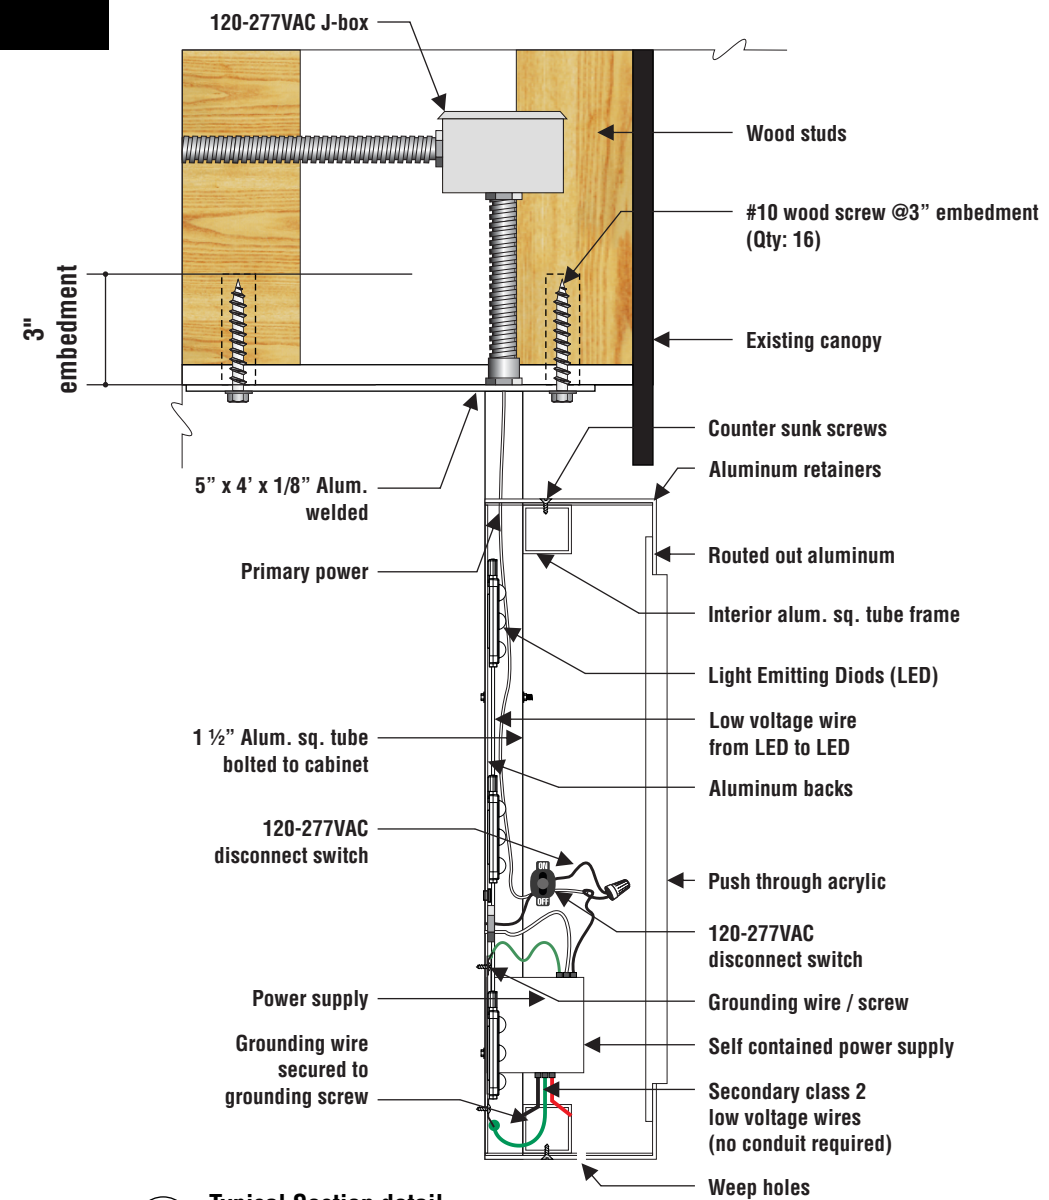 120-277VAC J-box
Wood studs
#10 wood screw @3” embedment
(Qty: 16)
3"
embedment
Existing canopy
Counter sunk screws
Aluminum retainers
5” x 4’ x 1/8” Alum.
welded
Routed out aluminum
Primary power
Interior alum. sq. tube frame
Light Emitting Diods (LED)
Low voltage wire
from LED to LED
1 ½” Alum. sq. tube
bolted to cabinet
Aluminum backs
120-277VAC
disconnect switch
ON
OFF
Push through acrylic
120-277VAC
disconnect switch
Power supply
Grounding wire / screw
Grounding wire
secured to
grounding screw
Self contained power supply
Secondary class 2
low voltage wires
(no conduit required)
Weep holes
Typical Section detail